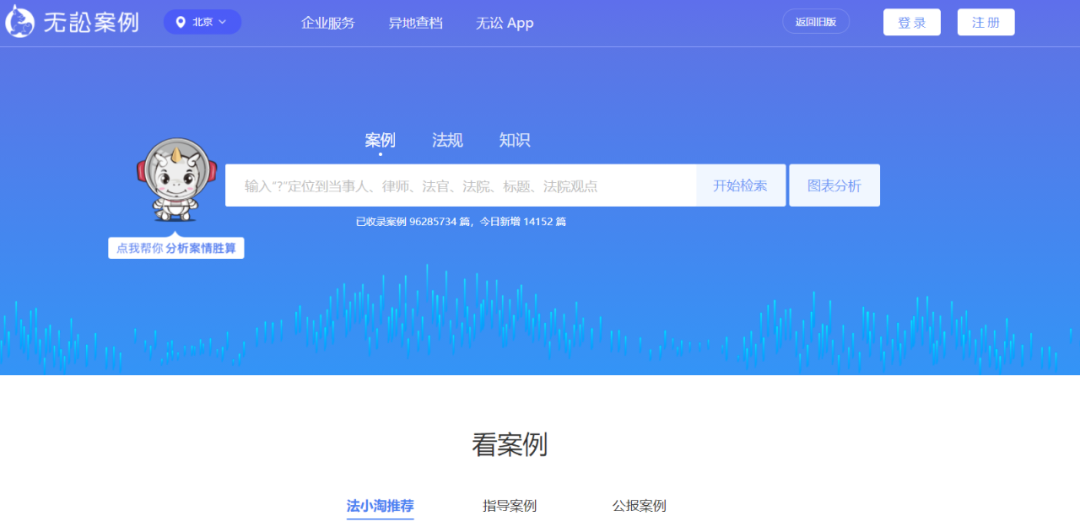 无讼案例 北京 企业服务 异地查档 无讼 App 返回旧版 登 录 注 册
案例 法规 知识
输入“?”定位到当事人、律师、法官、法院、标题、法院观点 开始检索 图表分析
已收录案例 96285734 篇，今日新增 14152 篇
点我帮你 分析案情胜算
看案例
法小淘推荐 指导案例 公报案例